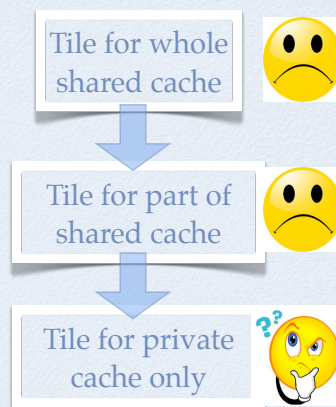 Tile for whole
shared cache
Tile for part of
shared cache
Tile for private
cache only
??